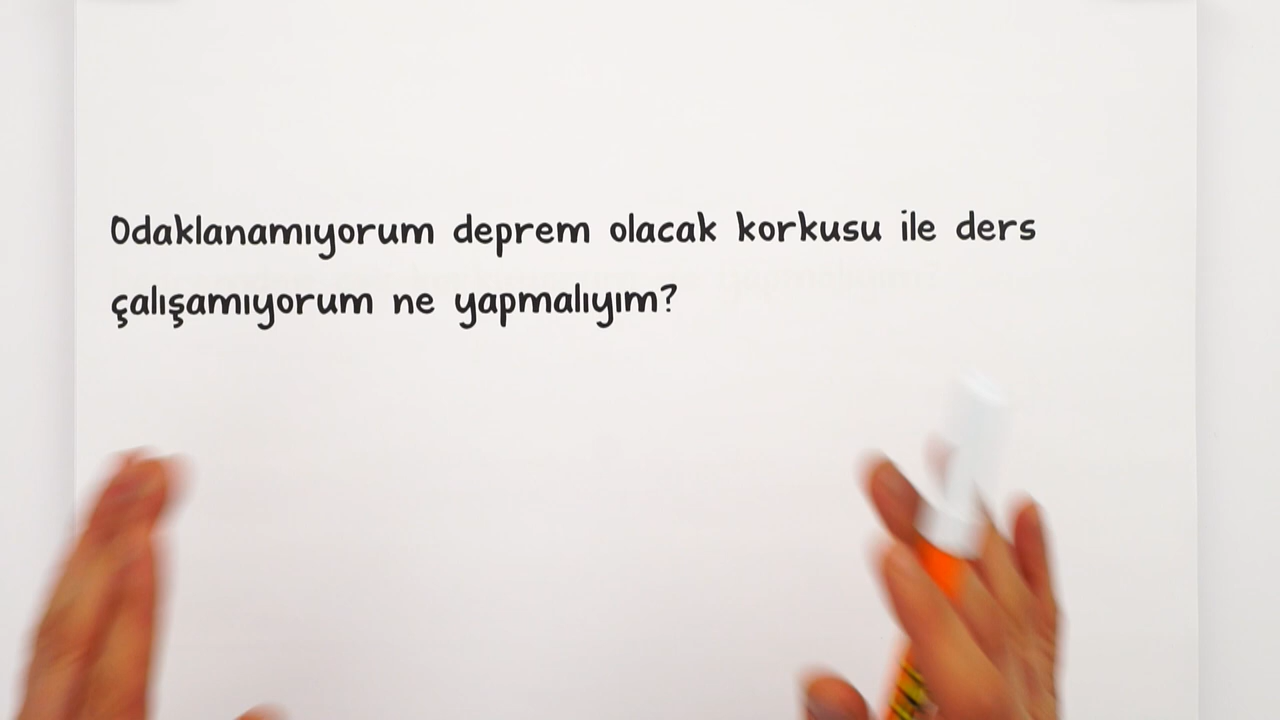 Odaklanamıyorum deprem olacak korkusu ile ders
çalışamıyorum ne yapmalıyım?